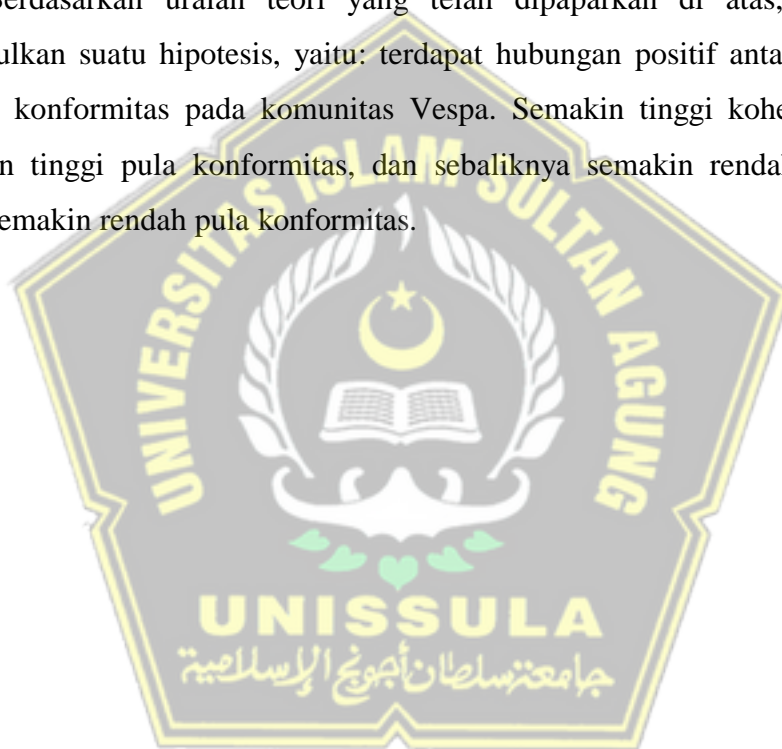 Berdasarkan uraian teori yang telah dipaparkan di atas,
ulkan suatu hipotesis, yaitu: terdapat hubungan positif anta
konformitas pada komunitas Vespa. Semakin tinggi kohe
n tinggi pula konformitas, dan sebaliknya semakin renda
emakin rendah pula konformitas.
UNIVERSITAS ISLAM SULTAN AGUNG
UNISSULA
جامعة سلطان أجونج الإسلامية